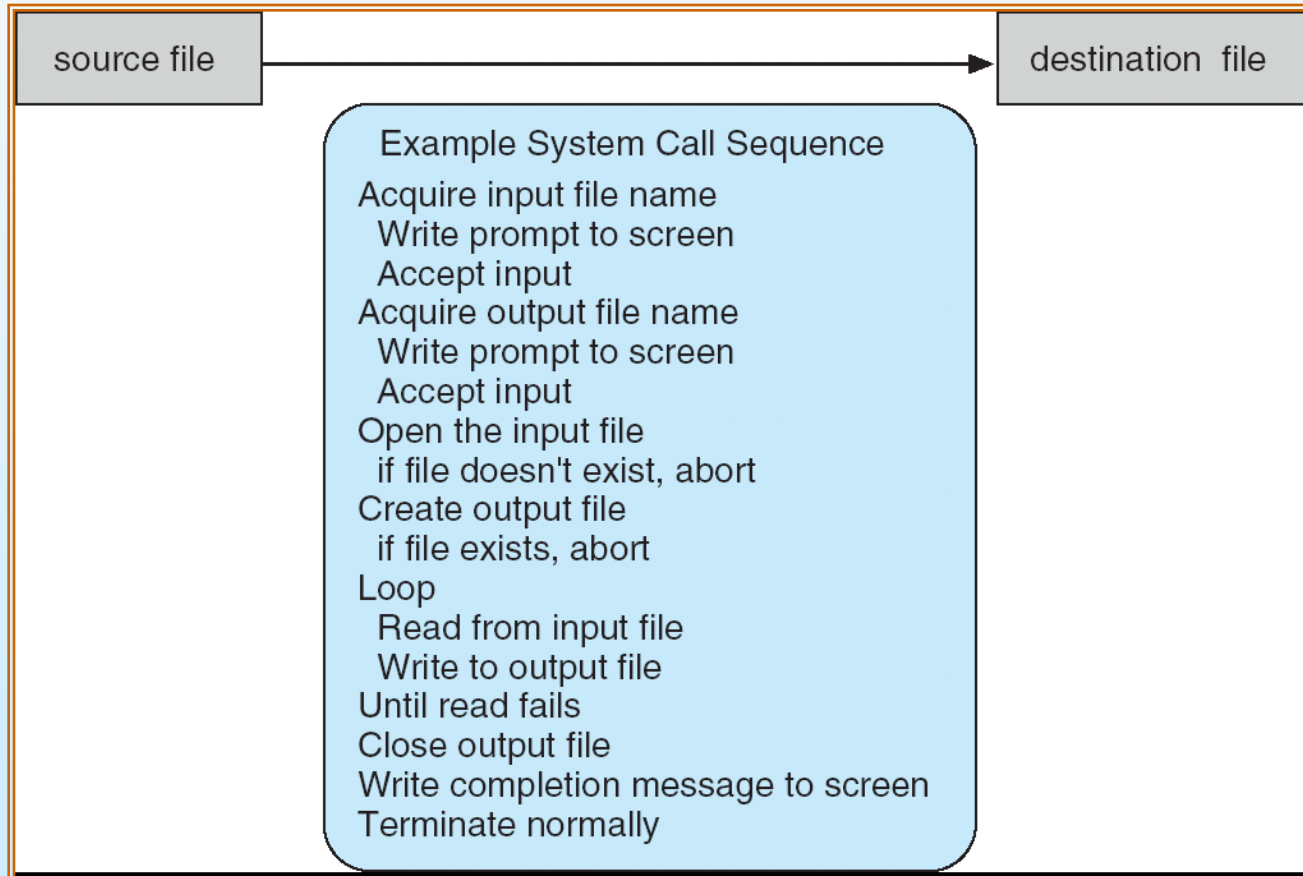 source file
destination file
Example System Call Sequence
Acquire input file name
Write prompt to screen
Accept input
Acquire output file name
Write prompt to screen
Accept input
Open the input file
if file doesn't exist, abort
Create output file
if file exists, abort
Loop
Read from input file
Write to output file
Until read fails
Close output file
Write completion message to screen
Terminate normally